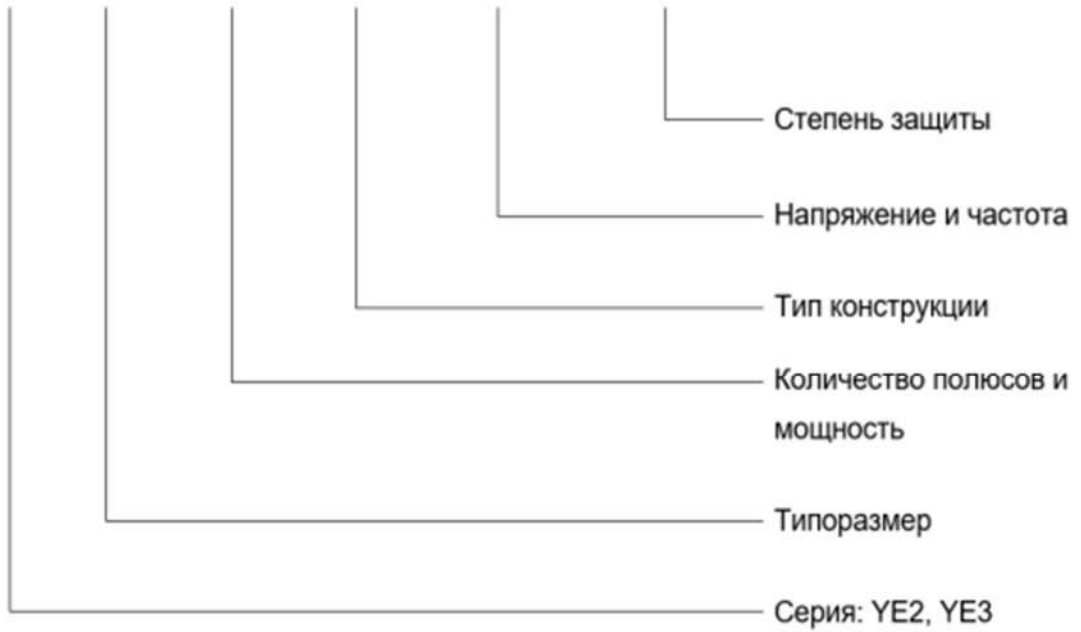 Степень защиты
Напряжение и частота
Тип конструкции
Количество полюсов и
мощность
Типоразмер
Серия: YE2, YE3